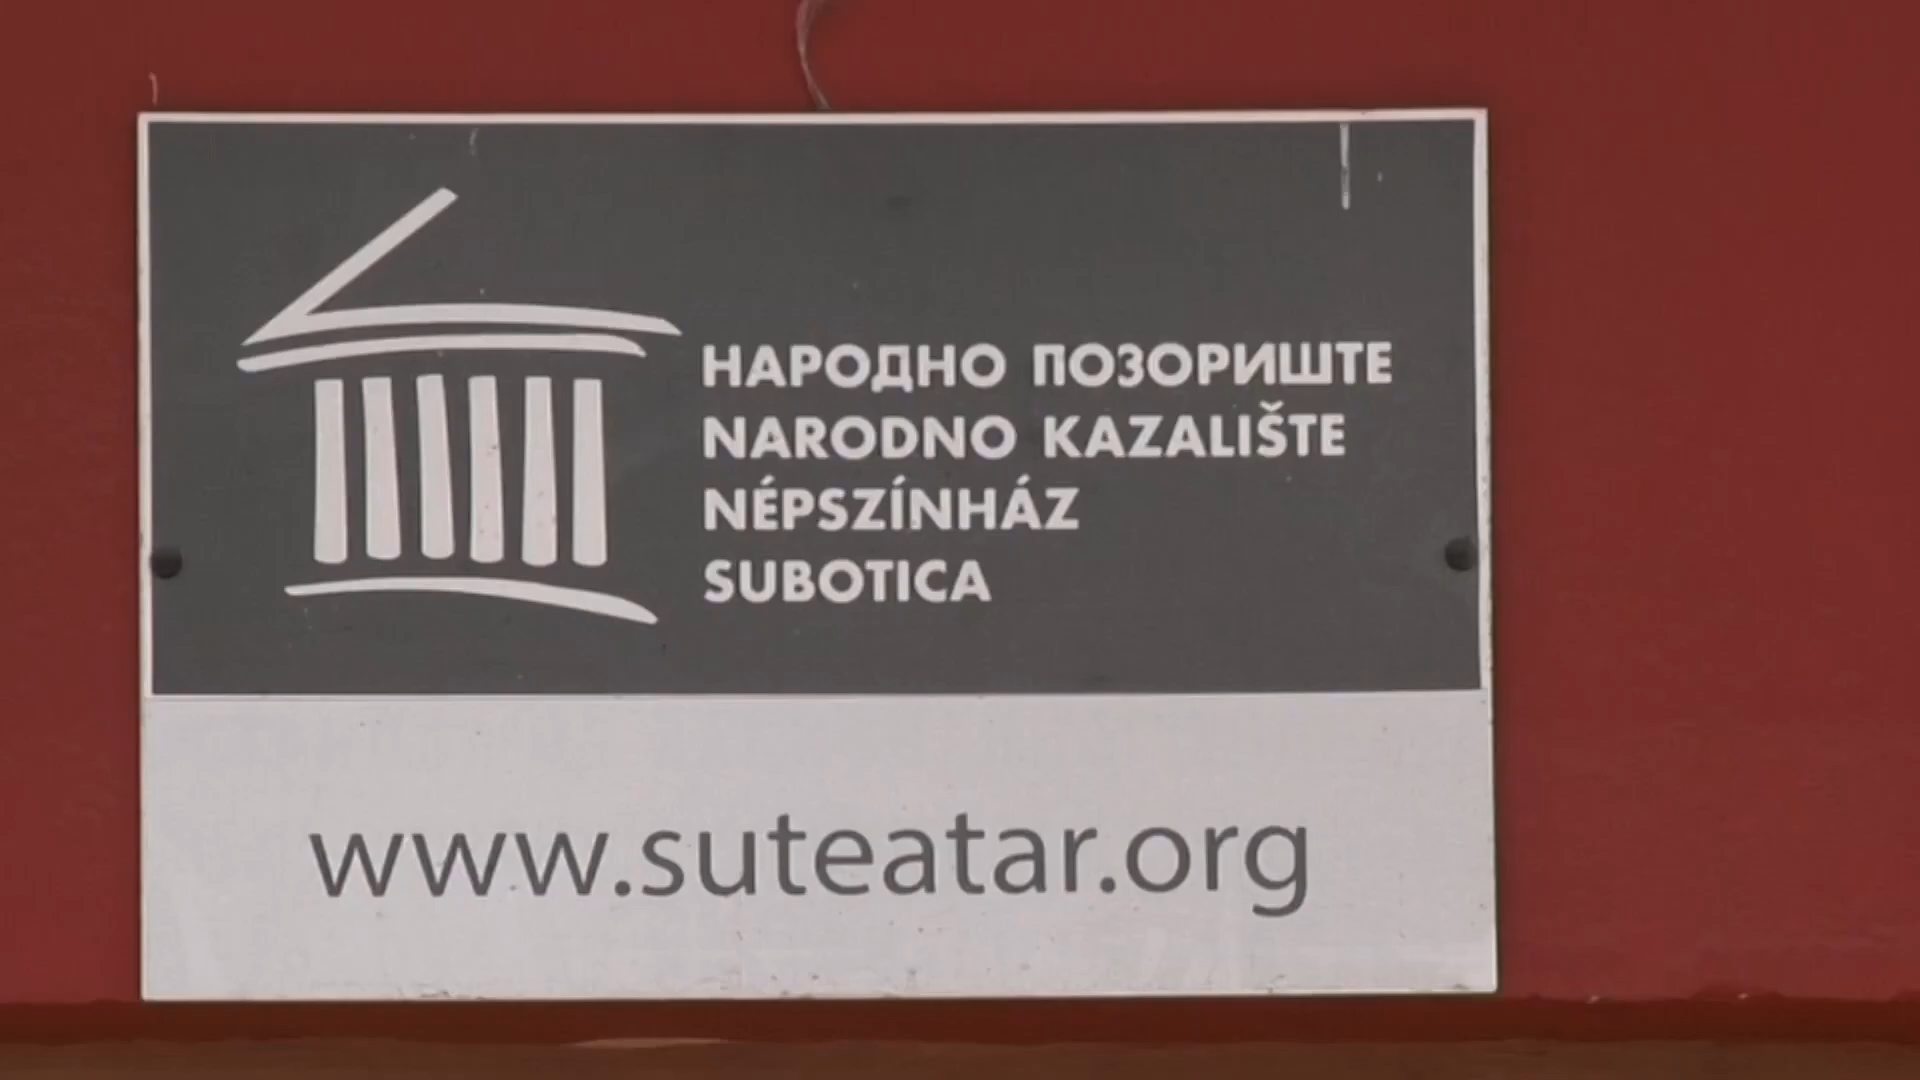 НАРОДНО ПОЗОРИШТЕ
NARODNO KAZALIŠTE
NÉPSZÍNHÁZ
SUBOTICA
www.suteatar.org